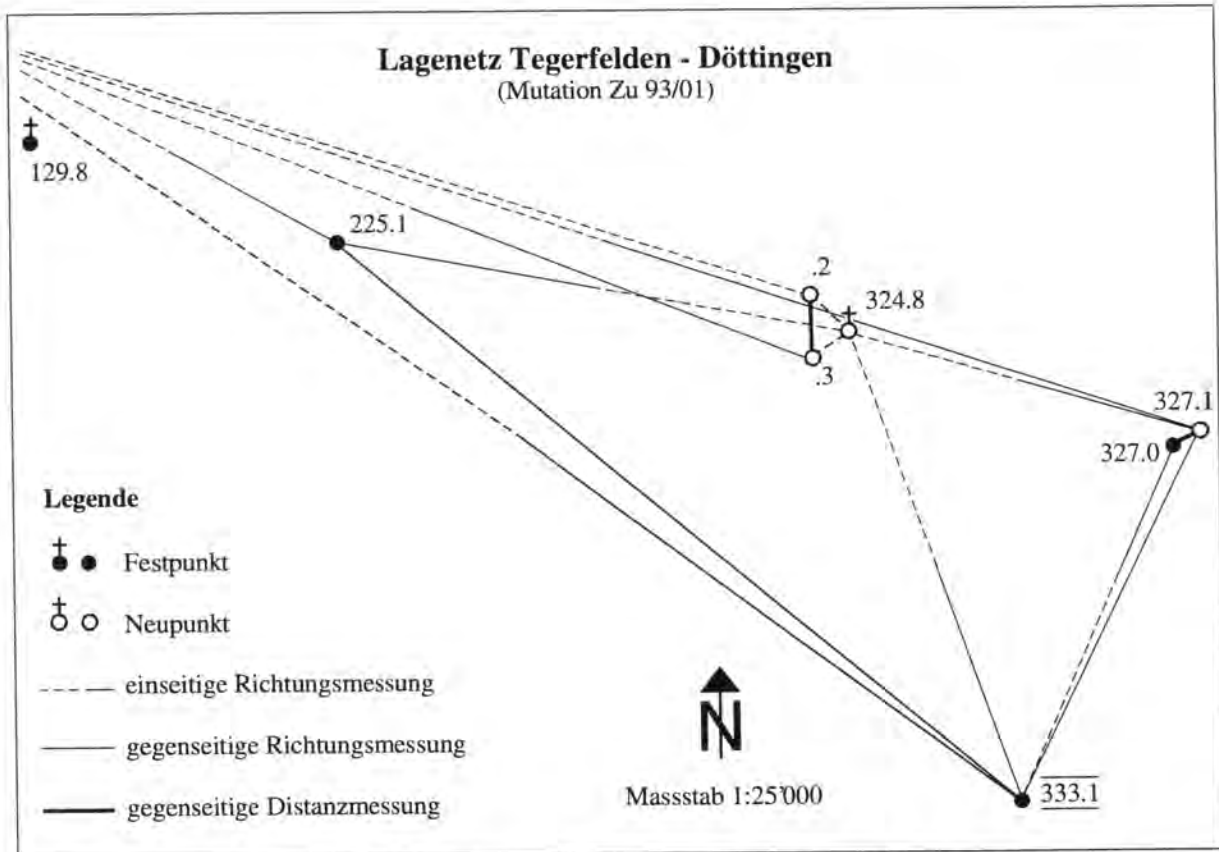 Lagenetz Tegerfelden - Döttingen
(Mutation Zu 93/01)
129.8
225.1
.2
324.8
.3
327.1
327.0
Legende
Festpunkt
Neupunkt
einseitige Richtungsmessung
gegenseitige Richtungsmessung
gegenseitige Distanzmessung
N
Massstab 1:25'000
333.1